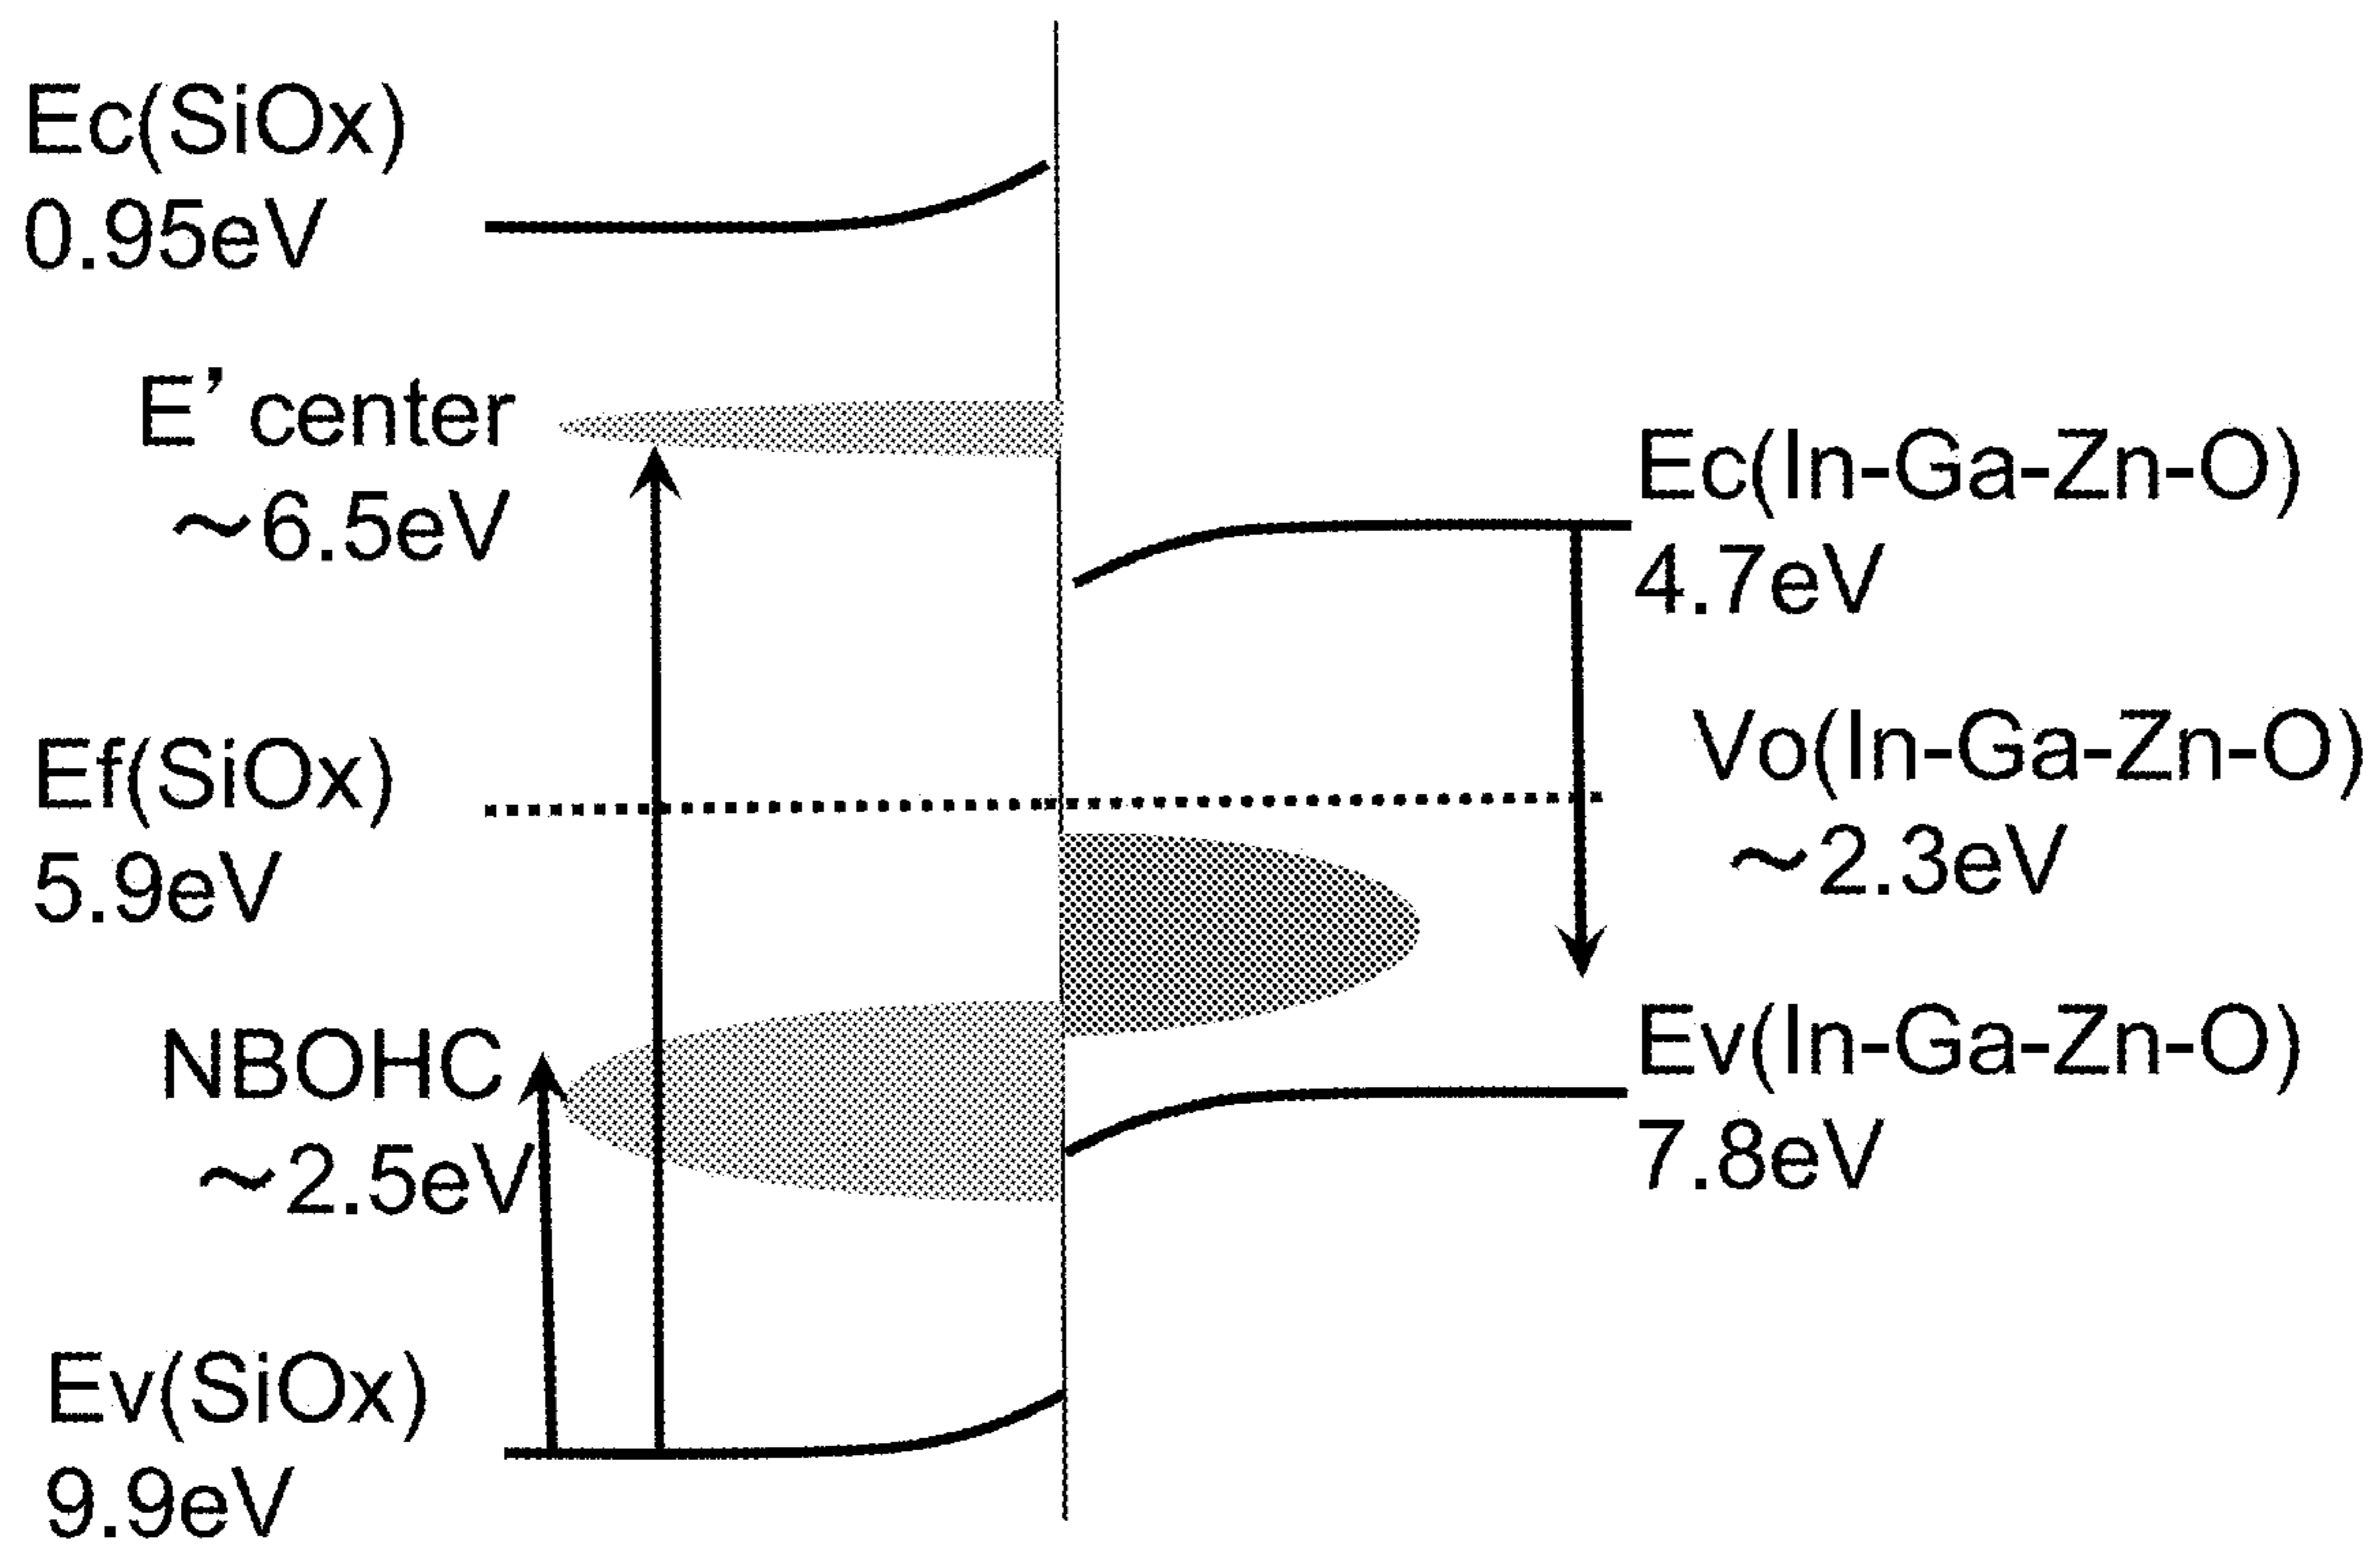 Ec(SiOx)
0.95eV
E’ center
～6.5eV
Ef(SiOx)
5.9eV
NBOHC
～2.5eV
Ev(SiOx)
9.9eV
Ec(In-Ga-Zn-O)
4.7eV
Vo(In-Ga-Zn-O)
～2.3eV
Ev(In-Ga-Zn-O)
7.8eV